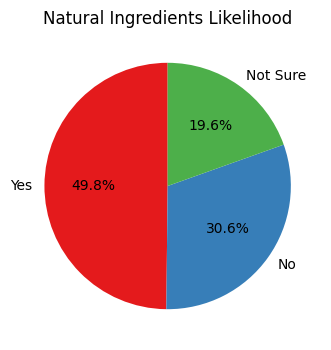 Natural Ingredients Likelihood
Not Sure
19.6%
Yes
49.8%
30.6%
No